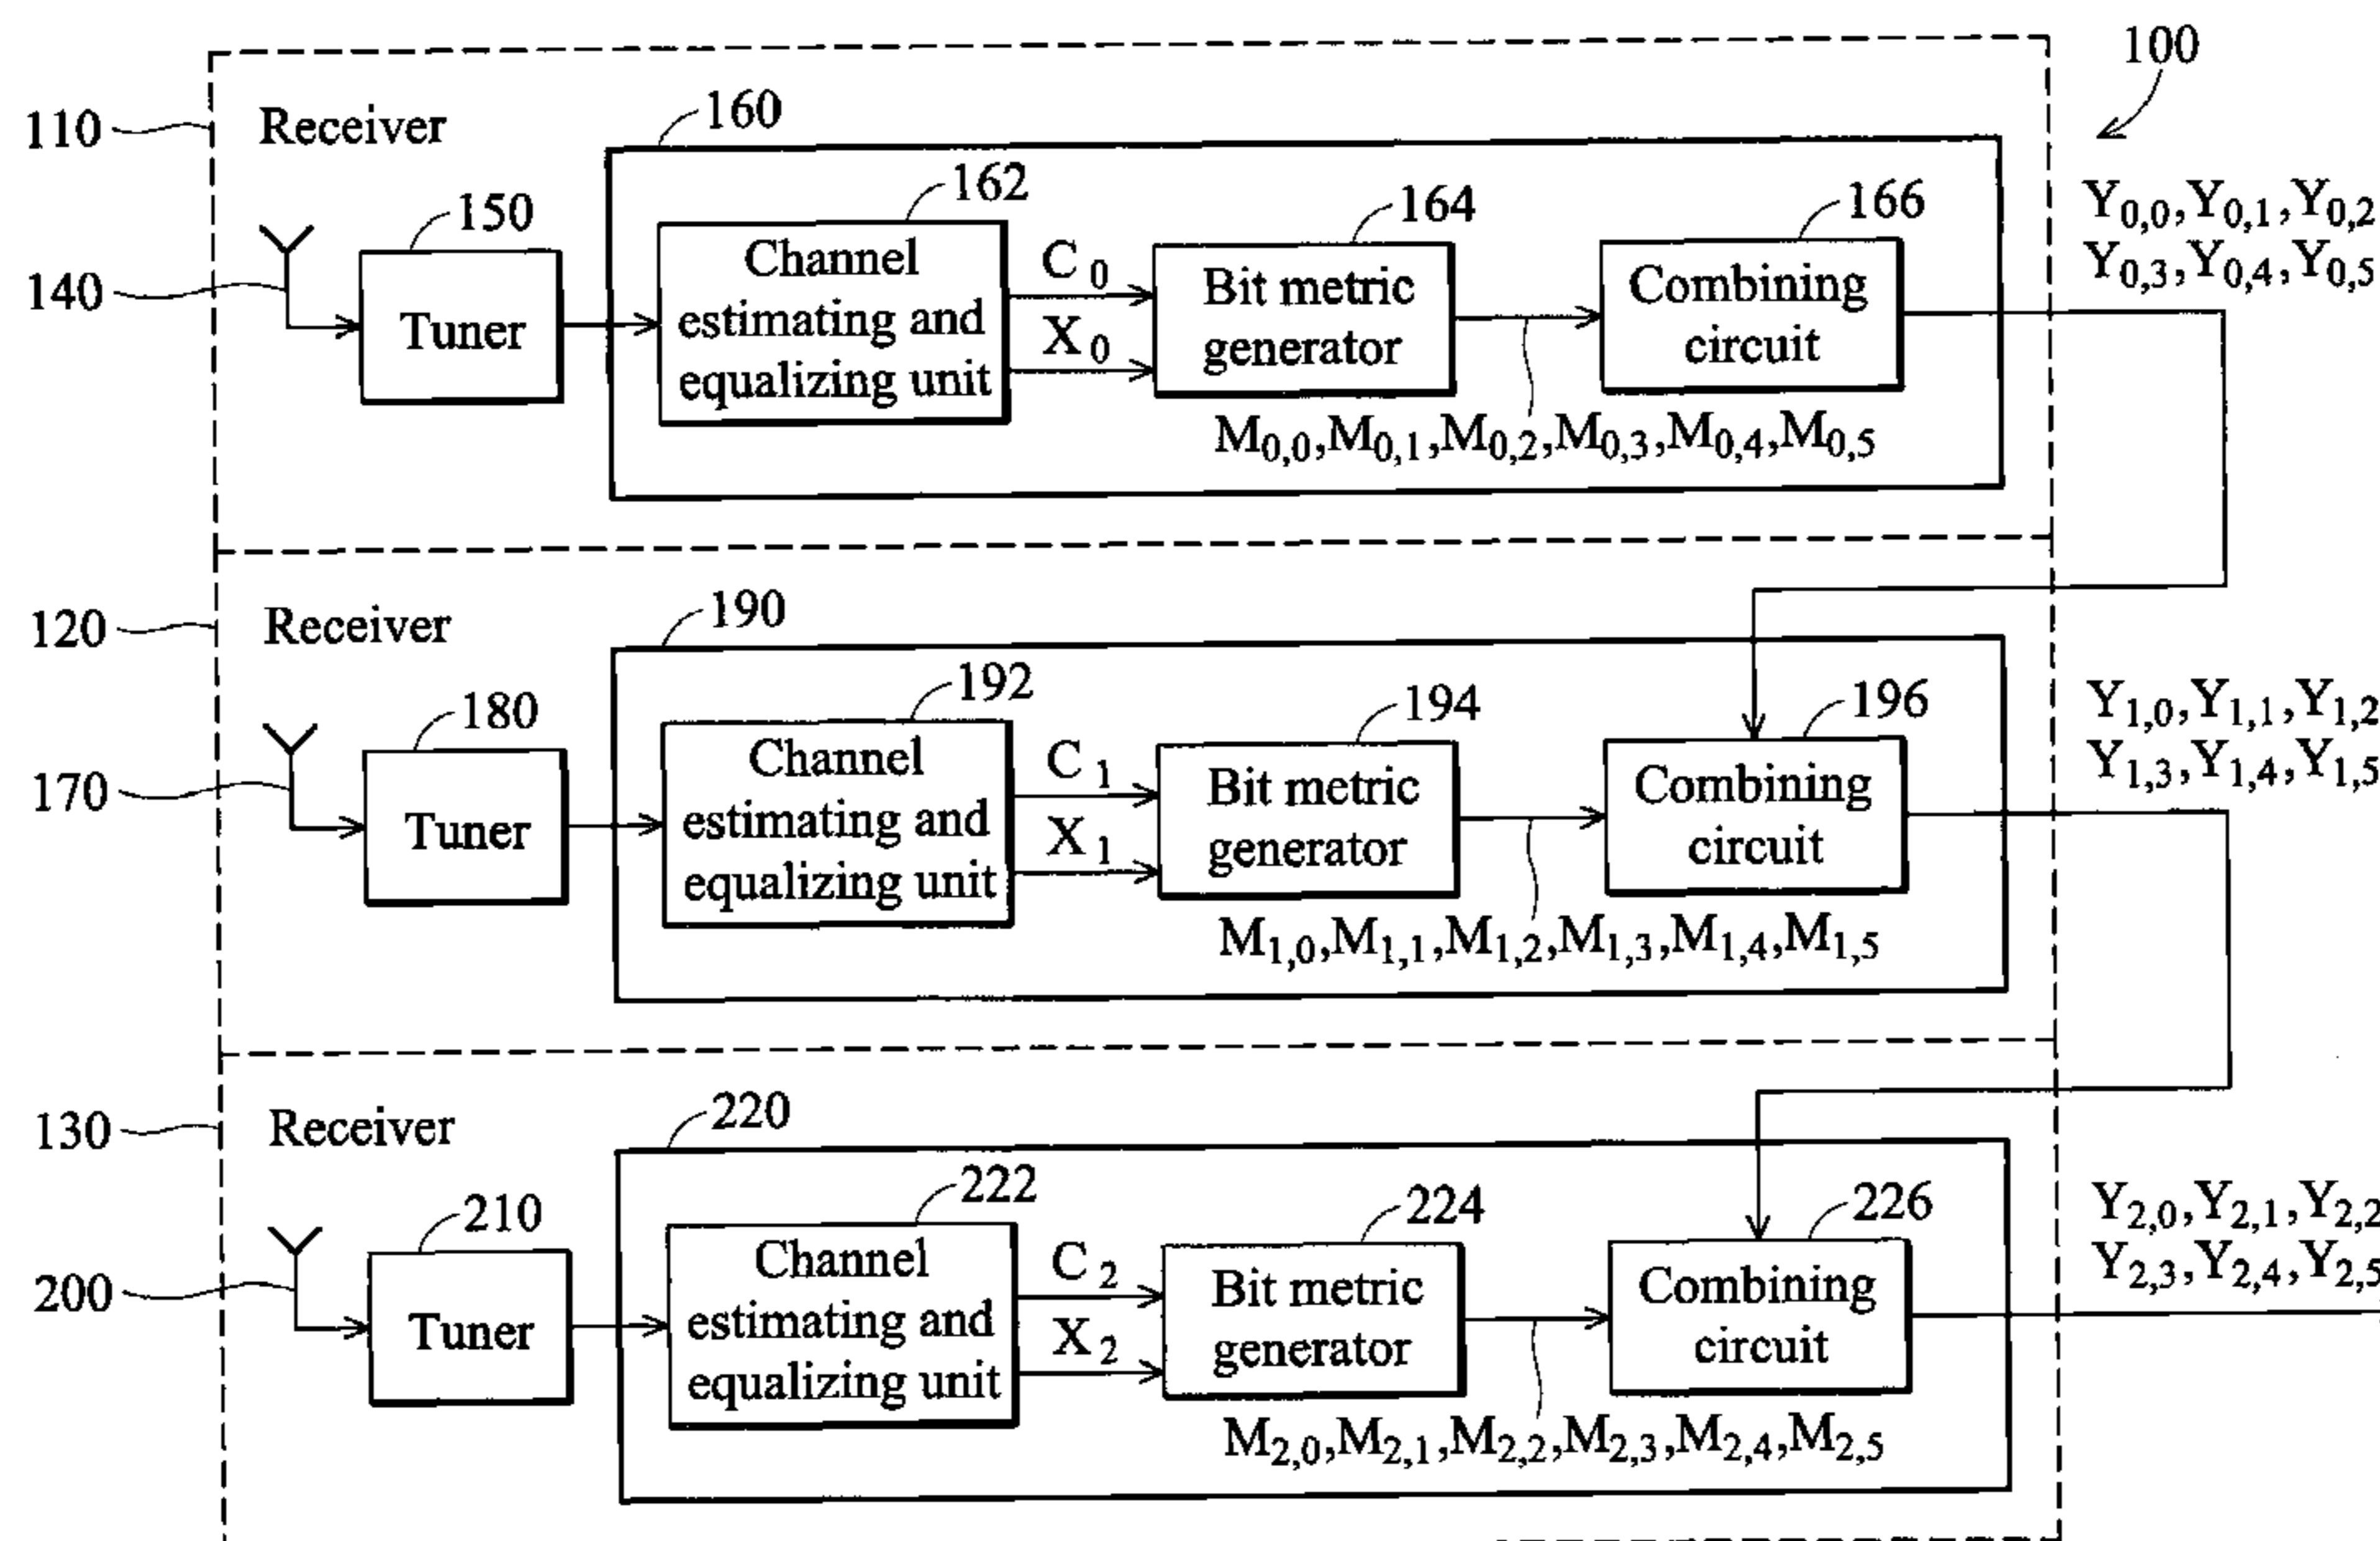 100
110
Receiver
160
140
150
Tuner
162
Channel
estimating and
equalizing unit
C0
X0
164
Bit metric
generator
166
Combining
circuit
M0,0,M0,1,M0,2,M0,3,M0,4,M0,5
Y0,0,Y0,1,Y0,2
Y0,3,Y0,4,Y0,5
120
Receiver
190
170
180
Tuner
192
Channel
estimating and
equalizing unit
C1
X1
194
Bit metric
generator
196
Combining
circuit
M1,0,M1,1,M1,2,M1,3,M1,4,M1,5
Y1,0,Y1,1,Y1,2
Y1,3,Y1,4,Y1,5
130
Receiver
220
200
210
Tuner
222
Channel
estimating and
equalizing unit
C2
X2
224
Bit metric
generator
226
Combining
circuit
M2,0,M2,1,M2,2,M2,3,M2,4,M2,5
Y2,0,Y2,1,Y2,2
Y2,3,Y2,4,Y2,5